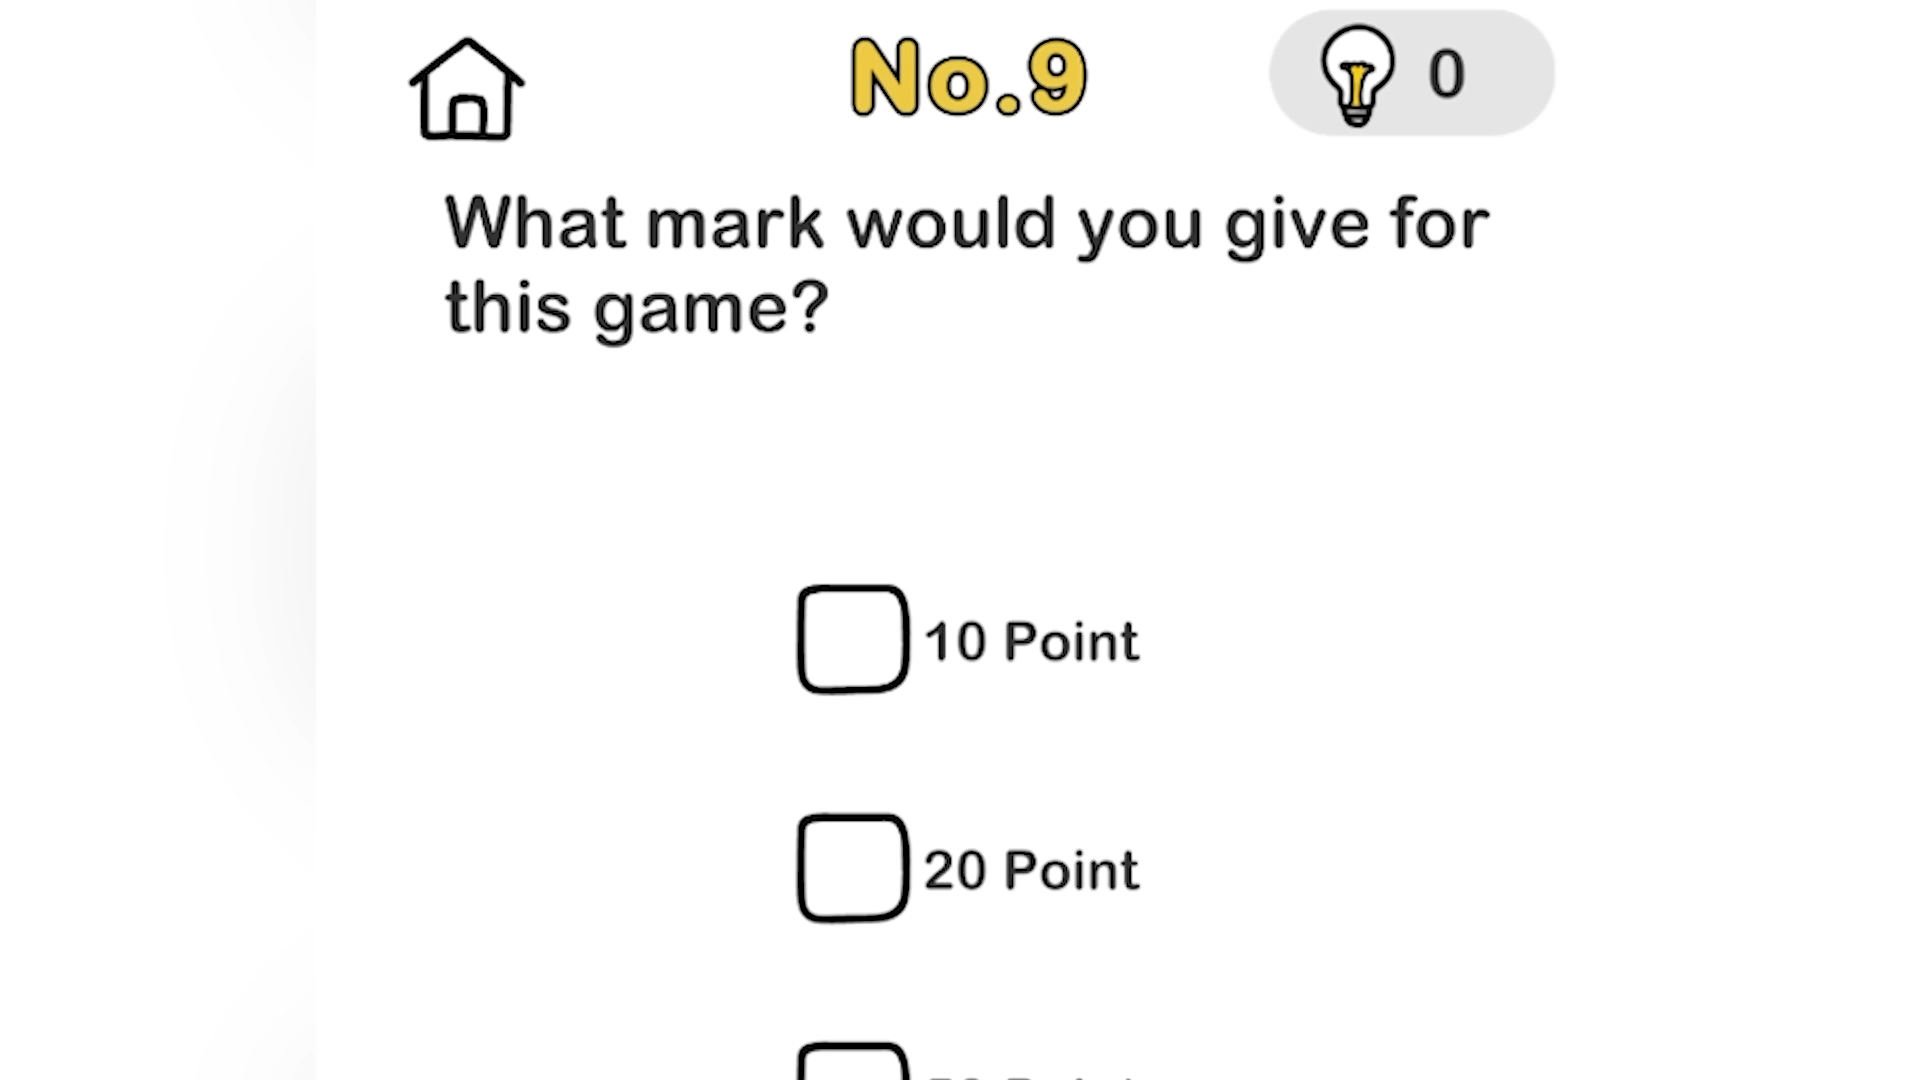 No.9
0
What mark would you give for
this game?
10 Point
20 Point